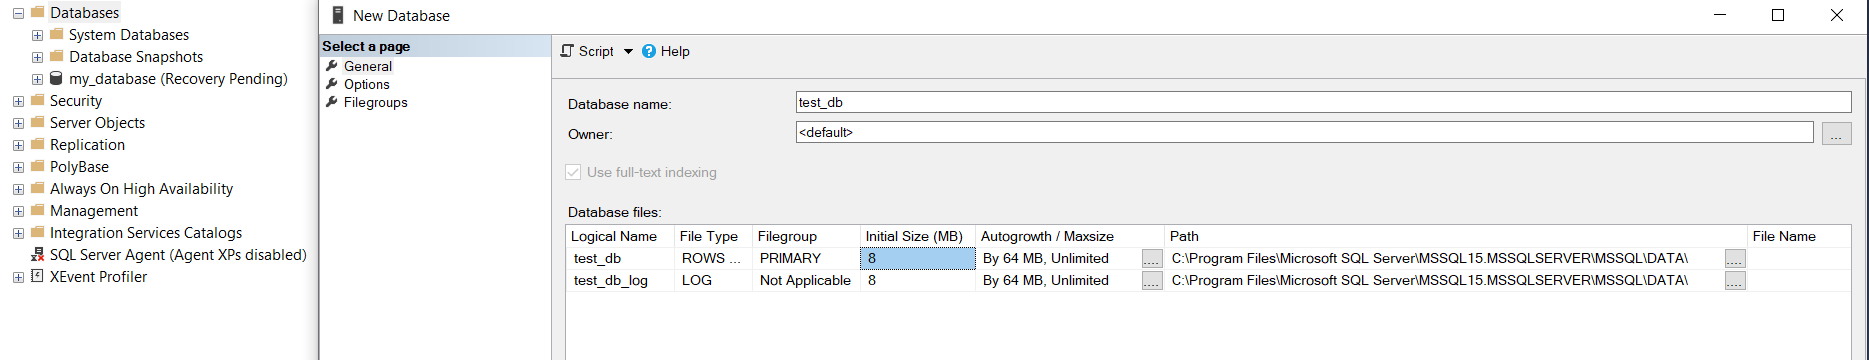 Databases
System Databases
Database Snapshots
my_database (Recovery Pending)
Security
Server Objects
Replication
PolyBase
Always On High Availability
Management
Integration Services Catalogs
SQL Server Agent (Agent XPs disabled)
XEvent Profiler
New Database
Select a page
General
Options
Filegroups
Script Help
Database name: test_db
Owner: <default> ...
Use full-text indexing
Database files:
Logical Name File Type Filegroup Initial Size (MB) Autogrowth / Maxsize Path File Name
test_db ROWS ... PRIMARY 8 By 64 MB, Unlimited .... C:\Program Files\Microsoft SQL Server\MSSQL15.MSSQLSERVER\MSSQL\DATA\ ....
test_db_log LOG Not Applicable 8 By 64 MB, Unlimited .... C:\Program Files\Microsoft SQL Server\MSSQL15.MSSQLSERVER\MSSQL\DATA\ ....